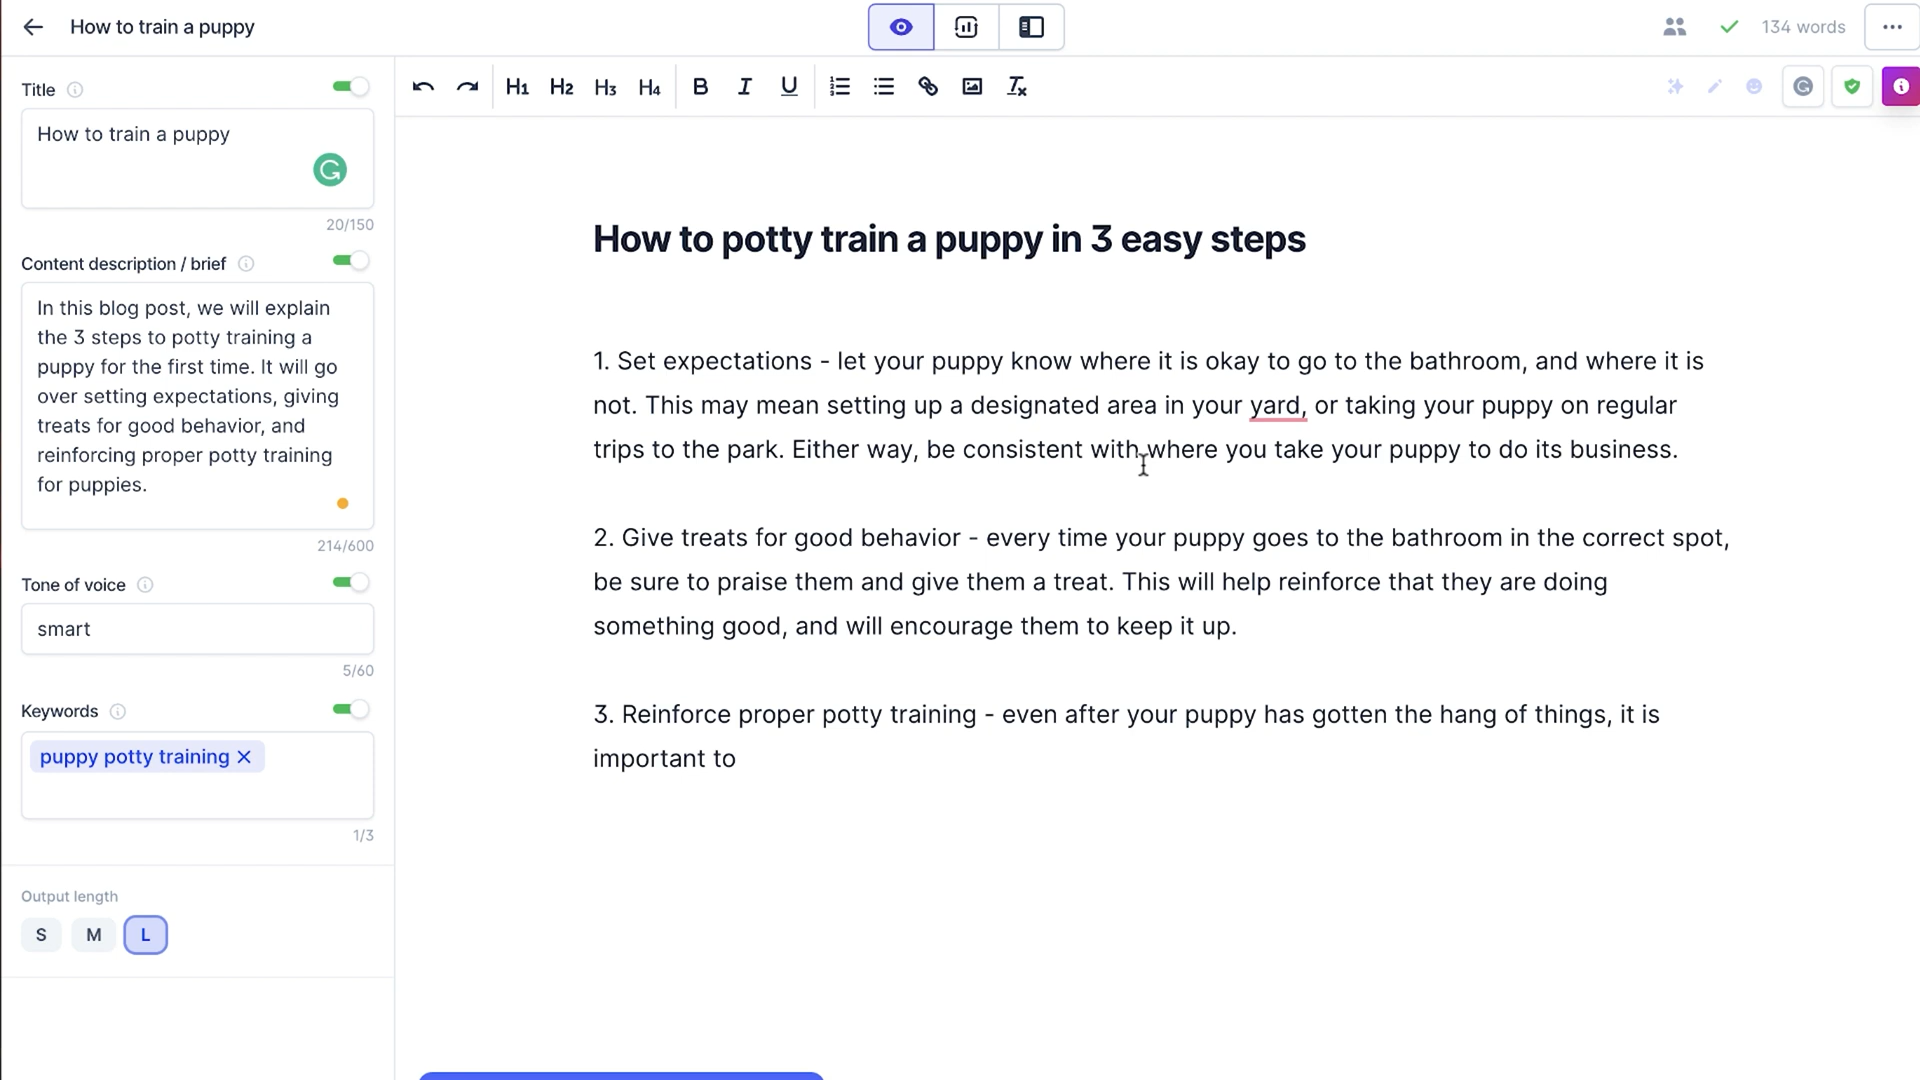 How to train a puppy
134 words
Title
How to train a puppy
20/150
Content description / brief
In this blog post, we will explain
the 3 steps to potty training a
puppy for the first time. It will go
over setting expectations, giving
treats for good behavior, and
reinforcing proper potty training
for puppies.
214/600
Tone of voice
smart
5/60
Keywords
puppy potty training
1/3
Output length
S M L
H1 H2 H3 H4 B I U
How to potty train a puppy in 3 easy steps
1. Set expectations - let your puppy know where it is okay to go to the bathroom, and where it is
not. This may mean setting up a designated area in your yard, or taking your puppy on regular
trips to the park. Either way, be consistent with where you take your puppy to do its business.
2. Give treats for good behavior - every time your puppy goes to the bathroom in the correct spot,
be sure to praise them and give them a treat. This will help reinforce that they are doing
something good, and will encourage them to keep it up.
3. Reinforce proper potty training - even after your puppy has gotten the hang of things, it is
important to